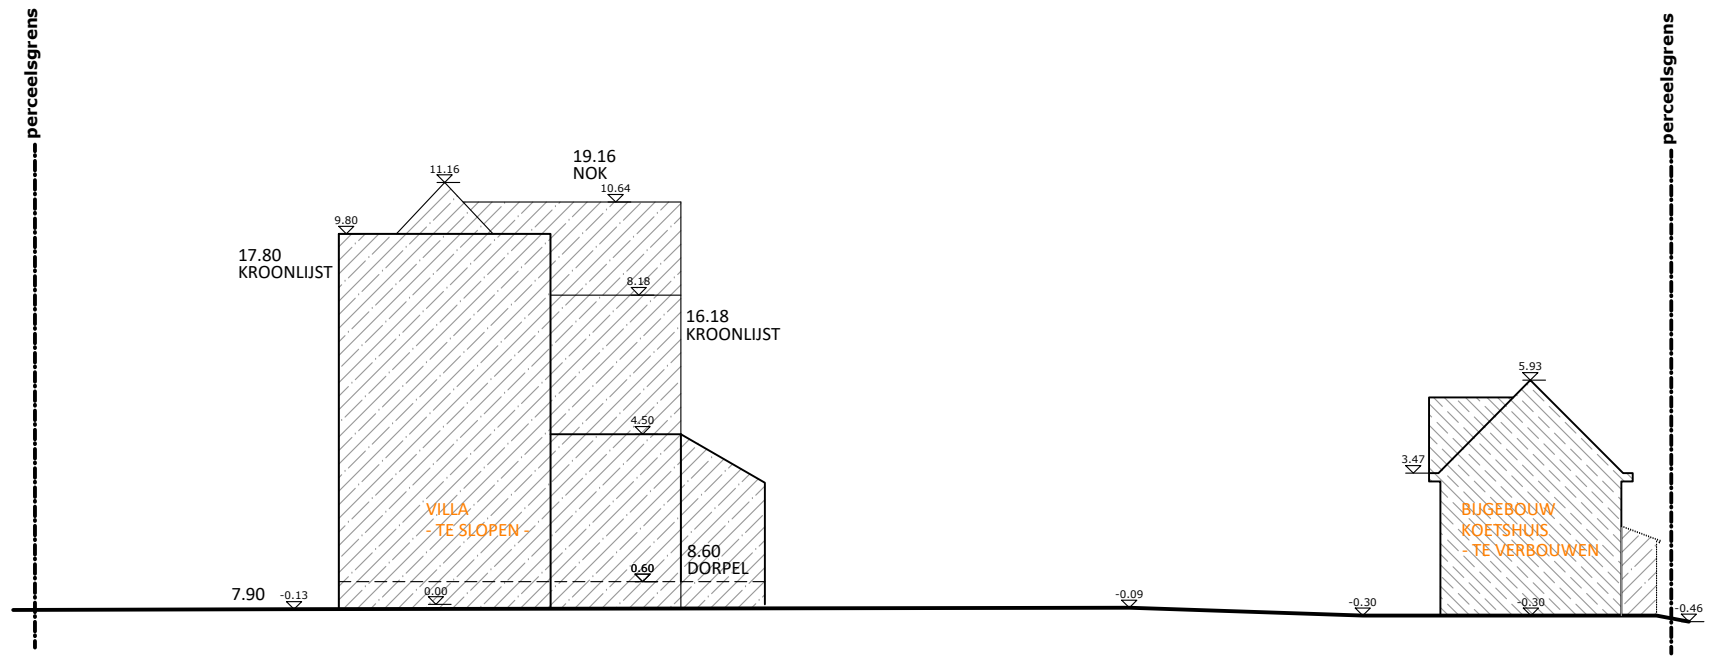 perceelsgrens
perceelsgrens
19.16
NOK
11.16
10.64
9.80
17.80
KROONLIJST
8.18
16.18
KROONLIJST
5.93
4.50
3.47
VILLA
- TE SLOPEN -
BIJGEBOUW
KOETSHUIS
- TE VERBOUWEN
8.60
DORPEL
0.60
7.90
-0.13
0.00
-0.09
-0.30
-0.30
-0.46